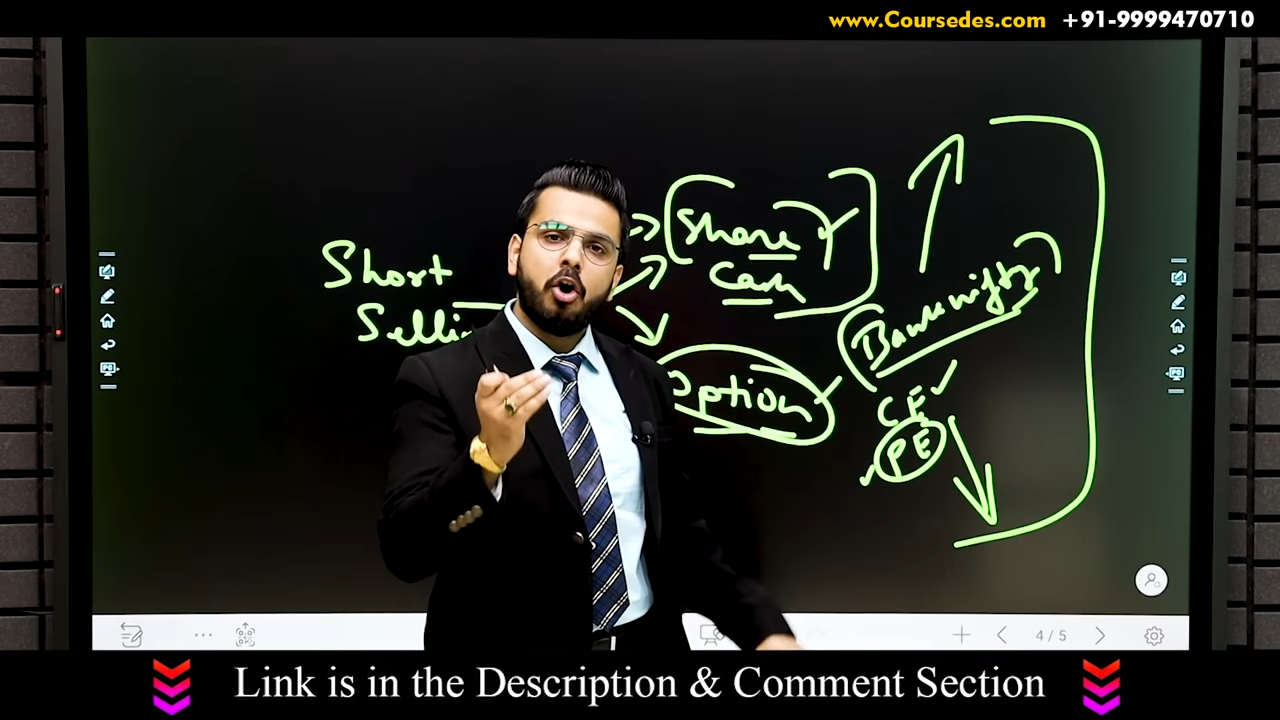 www.Coursedes.com +91-9999470710
Short
Selli
Share
Cash
Option
Banknifty
CE
PE
4/5
Link is in the Description & Comment Section